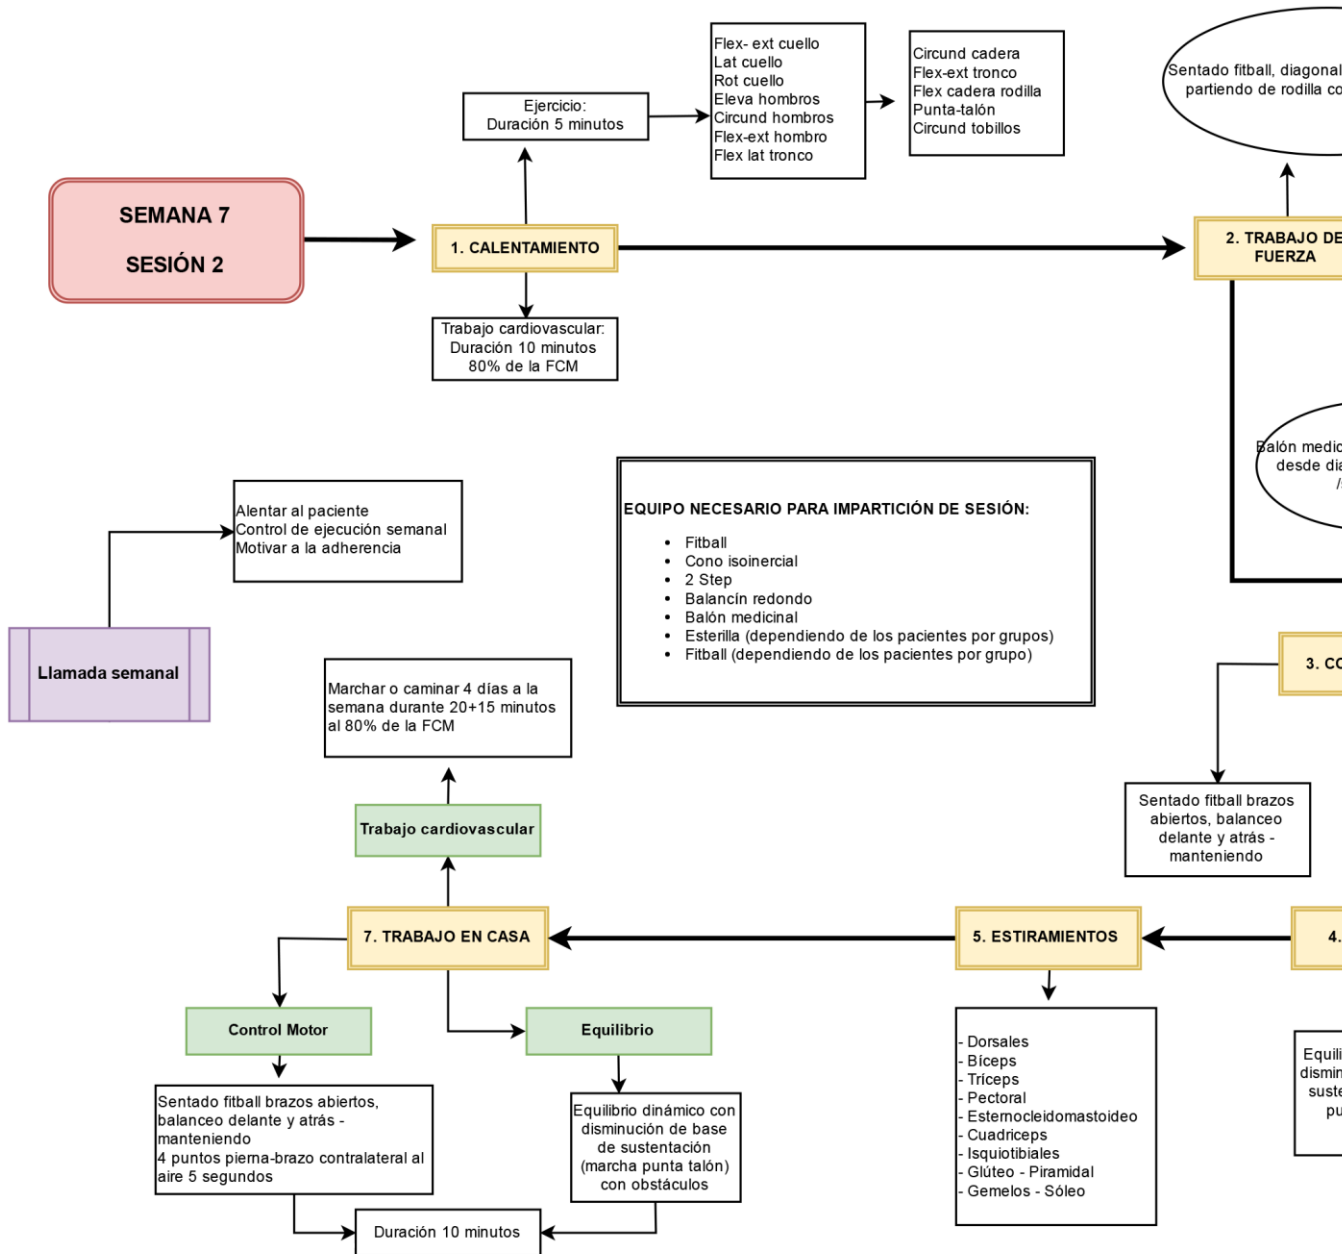 Flex- ext cuello
Lat cuello
Rot cuello
Eleva hombros
Circund hombros
Flex-ext hombro
Flex lat tronco
Circund cadera
Flex-ext tronco
Flex cadera rodilla
Punta-talón
Circund tobillos
Sentado fitball, diagonal
partiendo de rodilla
Ejercicio:
Duración 5 minutos
SEMANA 7
SESIÓN 2
1. CALENTAMIENTO
2. TRABAJO DE
FUERZA
Trabajo cardiovascular:
Duración 10 minutos
80% de la FCM
Balón
desde
Alentar al paciente
Control de ejecución semanal
Motivar a la adherencia
EQUIPO NECESARIO PARA IMPARTICIÓN DE SESIÓN:
• Fitball
• Cono isoinercial
• 2 Step
• Balancín redondo
• Balón medicinal
• Esterilla (dependiendo de los pacientes por grupos)
• Fitball (dependiendo de los pacientes por grupo)
Llamada semanal
3.
Marchar o caminar 4 días a la
semana durante 20+15 minutos
al 80% de la FCM
Sentado fitball brazos
abiertos, balanceo
delante y atrás -
manteniendo
Trabajo cardiovascular
7. TRABAJO EN CASA
5. ESTIRAMIENTOS
4.
Control Motor
Equilibrio
Sentado fitball brazos abiertos,
balanceo delante y atrás -
manteniendo
4 puntos pierna-brazo contralateral al
aire 5 segundos
Equilibrio dinámico con
disminución de base
de sustentación
(marcha punta talón)
con obstáculos
- Dorsales
- Bíceps
- Tríceps
- Pectoral
- Esternocleidomastoideo
- Cuadriceps
- Isquiotibiales
- Glúteo - Piramidal
- Gemelos - Sóleo
Duración 10 minutos